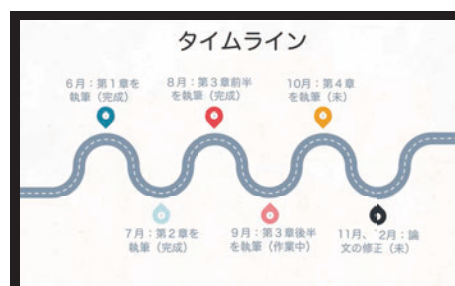 タイムライン
6月：第1章を
執筆（完成）
8月：第3章前半
を執筆（完成）
10月：第4章
を執筆（未）
7月：第2章を
執筆（完成）
9月：第3章後半
を執筆（作業中）
11月、12月：論
文の修正（未）